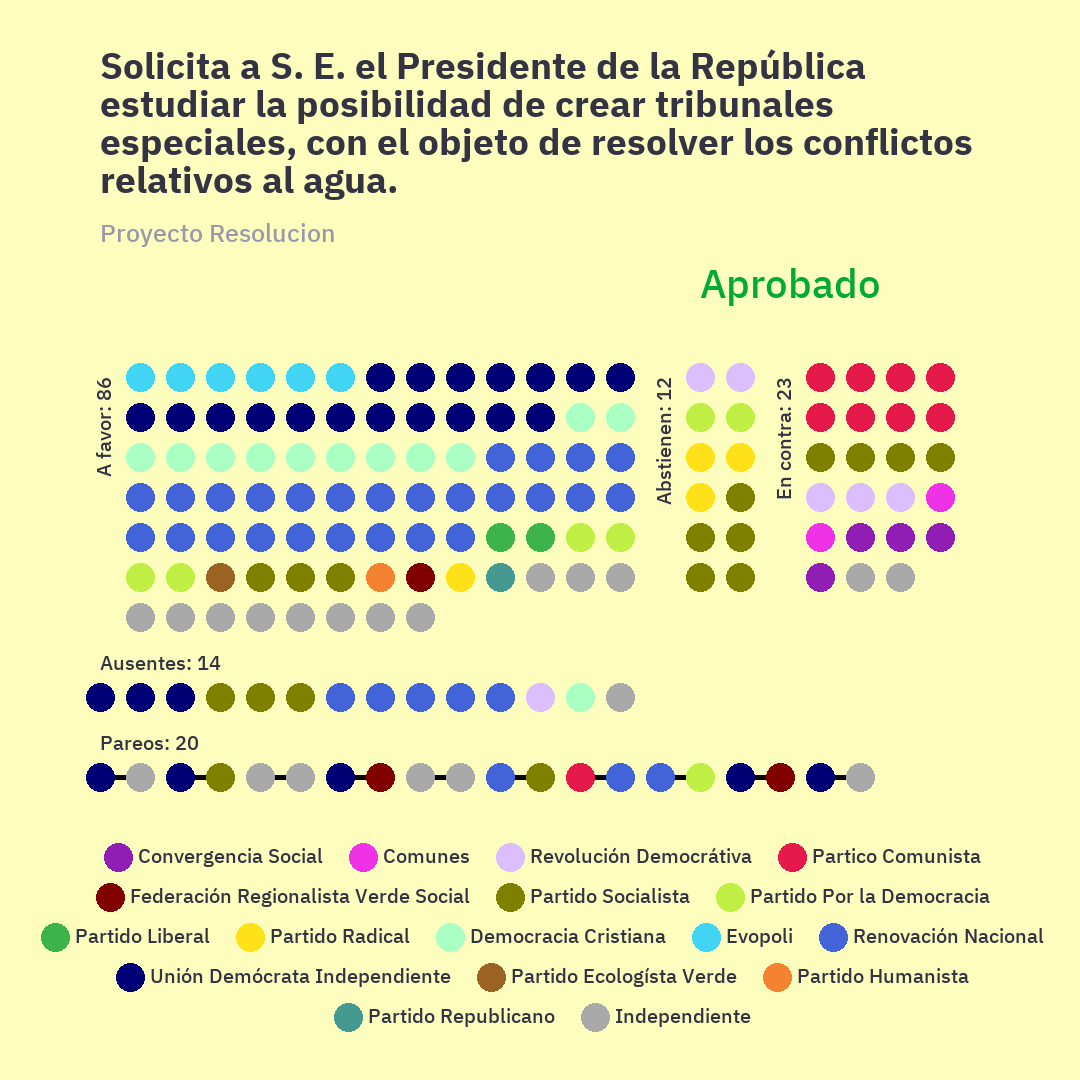 Solicita a S. E. el Presidente de la República
estudiar la posibilidad de crear tribunales
especiales, con el objeto de resolver los conflictos
relativos al agua.
Proyecto Resolucion
Aprobado
A favor: 86
Abstienen: 12
En contra: 23
Ausentes: 14
Pareos: 20
Convergencia Social Comunes Revolución Democrátiva Partico Comunista
Federación Regionalista Verde Social Partido Socialista Partido Por la Democracia
Partido Liberal Partido Radical Democracia Cristiana Evopoli Renovación Nacional
Unión Demócrata Independiente Partido Ecologísta Verde Partido Humanista
Partido Republicano Independiente